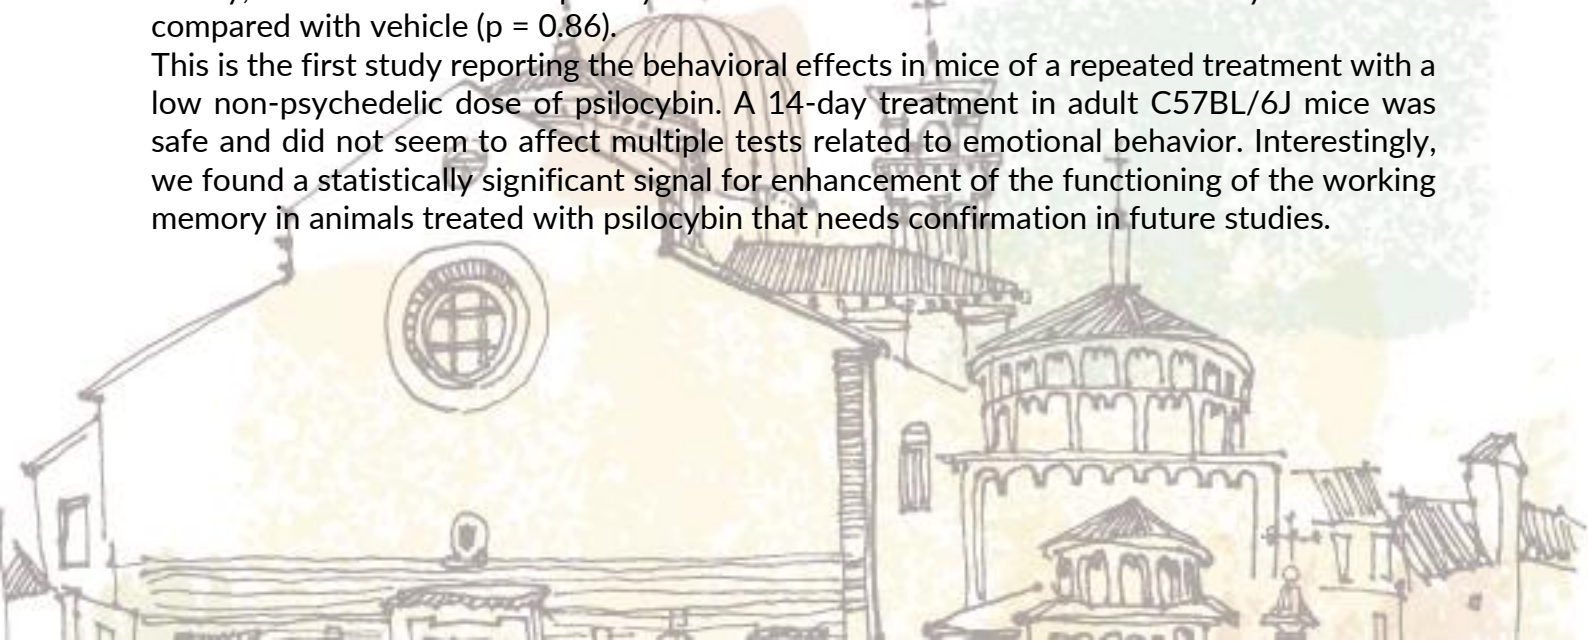 compared with vehicle (p = 0.86).
This is the first study reporting the behavioral effects in mice of a repeated treatment with a
low non-psychedelic dose of psilocybin. A 14-day treatment in adult C57BL/6J mice was
safe and did not seem to affect multiple tests related to emotional behavior. Interestingly,
we found a statistically significant signal for enhancement of the functioning of the working
memory in animals treated with psilocybin that needs confirmation in future studies.